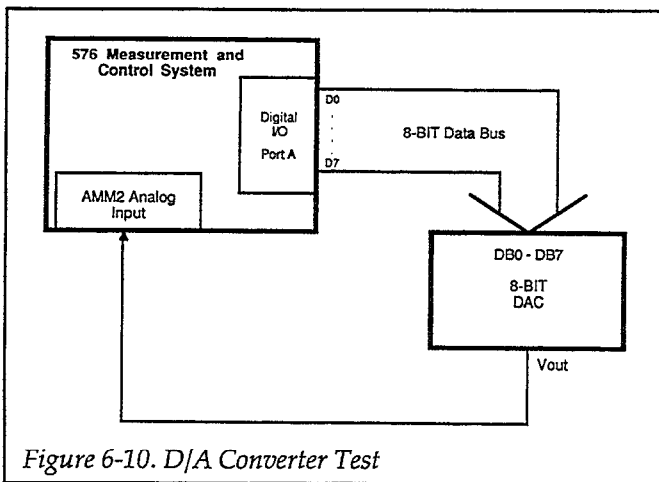 576 Measurement and
Control System
Digital
I/O
Port A
D0
D7
8-BIT Data Bus
AMM2 Analog
Input
DB0 - DB7
8-BIT
DAC
Vout
Figure 6-10. D/A Converter Test